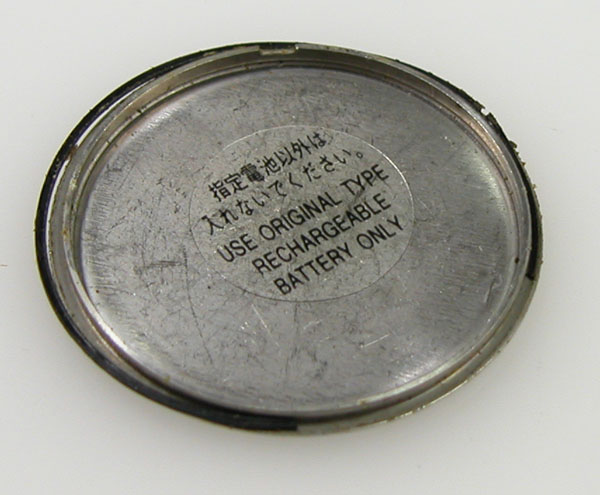 指定電池以外は
入れないでください。
USE ORIGINAL TYPE
RECHARGEABLE
BATTERY ONLY